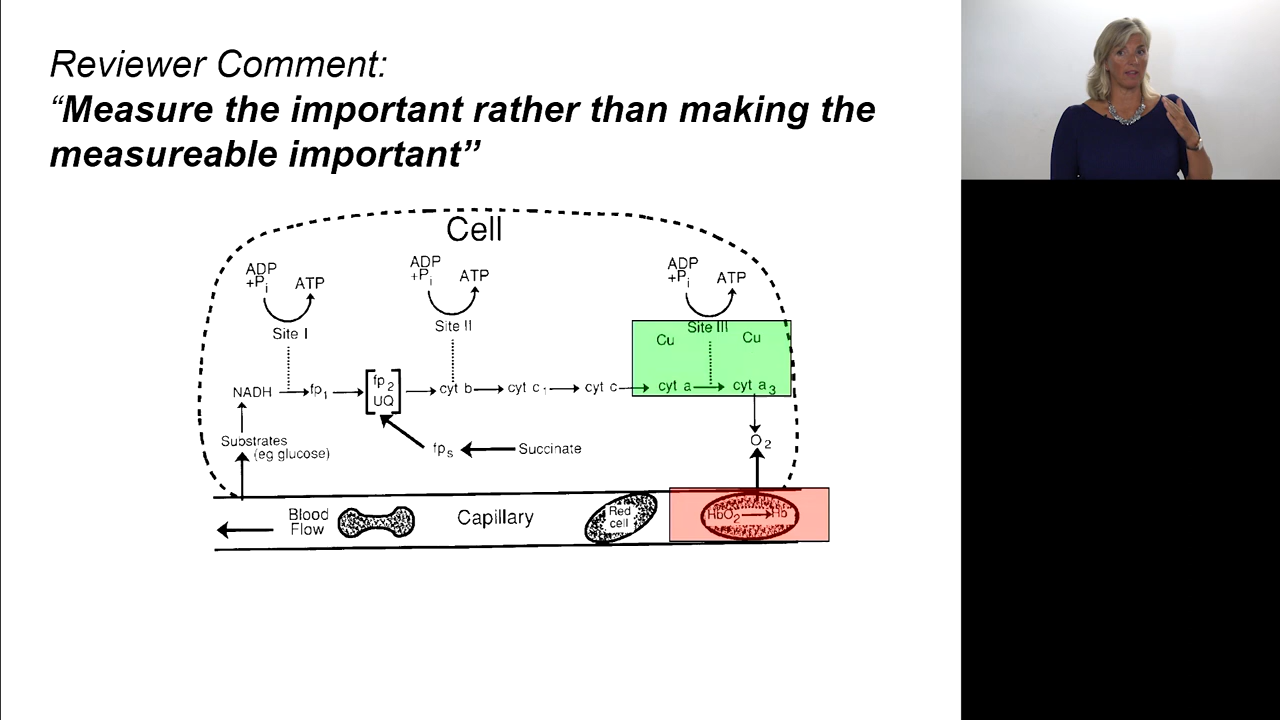 Reviewer Comment:
“Measure the important rather than making the
measureable important”
Cell
ADP
+Pi
ATP
ADP
+Pi
ATP
ADP
+Pi
ATP
Site I
Site II
Site III
Cu
Cu
NADH
fp1
fp2
UQ
cyt b
cyt c1
cyt c
cyt a
cyt a3
Substrates
(eg glucose)
fps
Succinate
O2
Blood
Flow
Capillary
Red
cell
HbO2
Hb